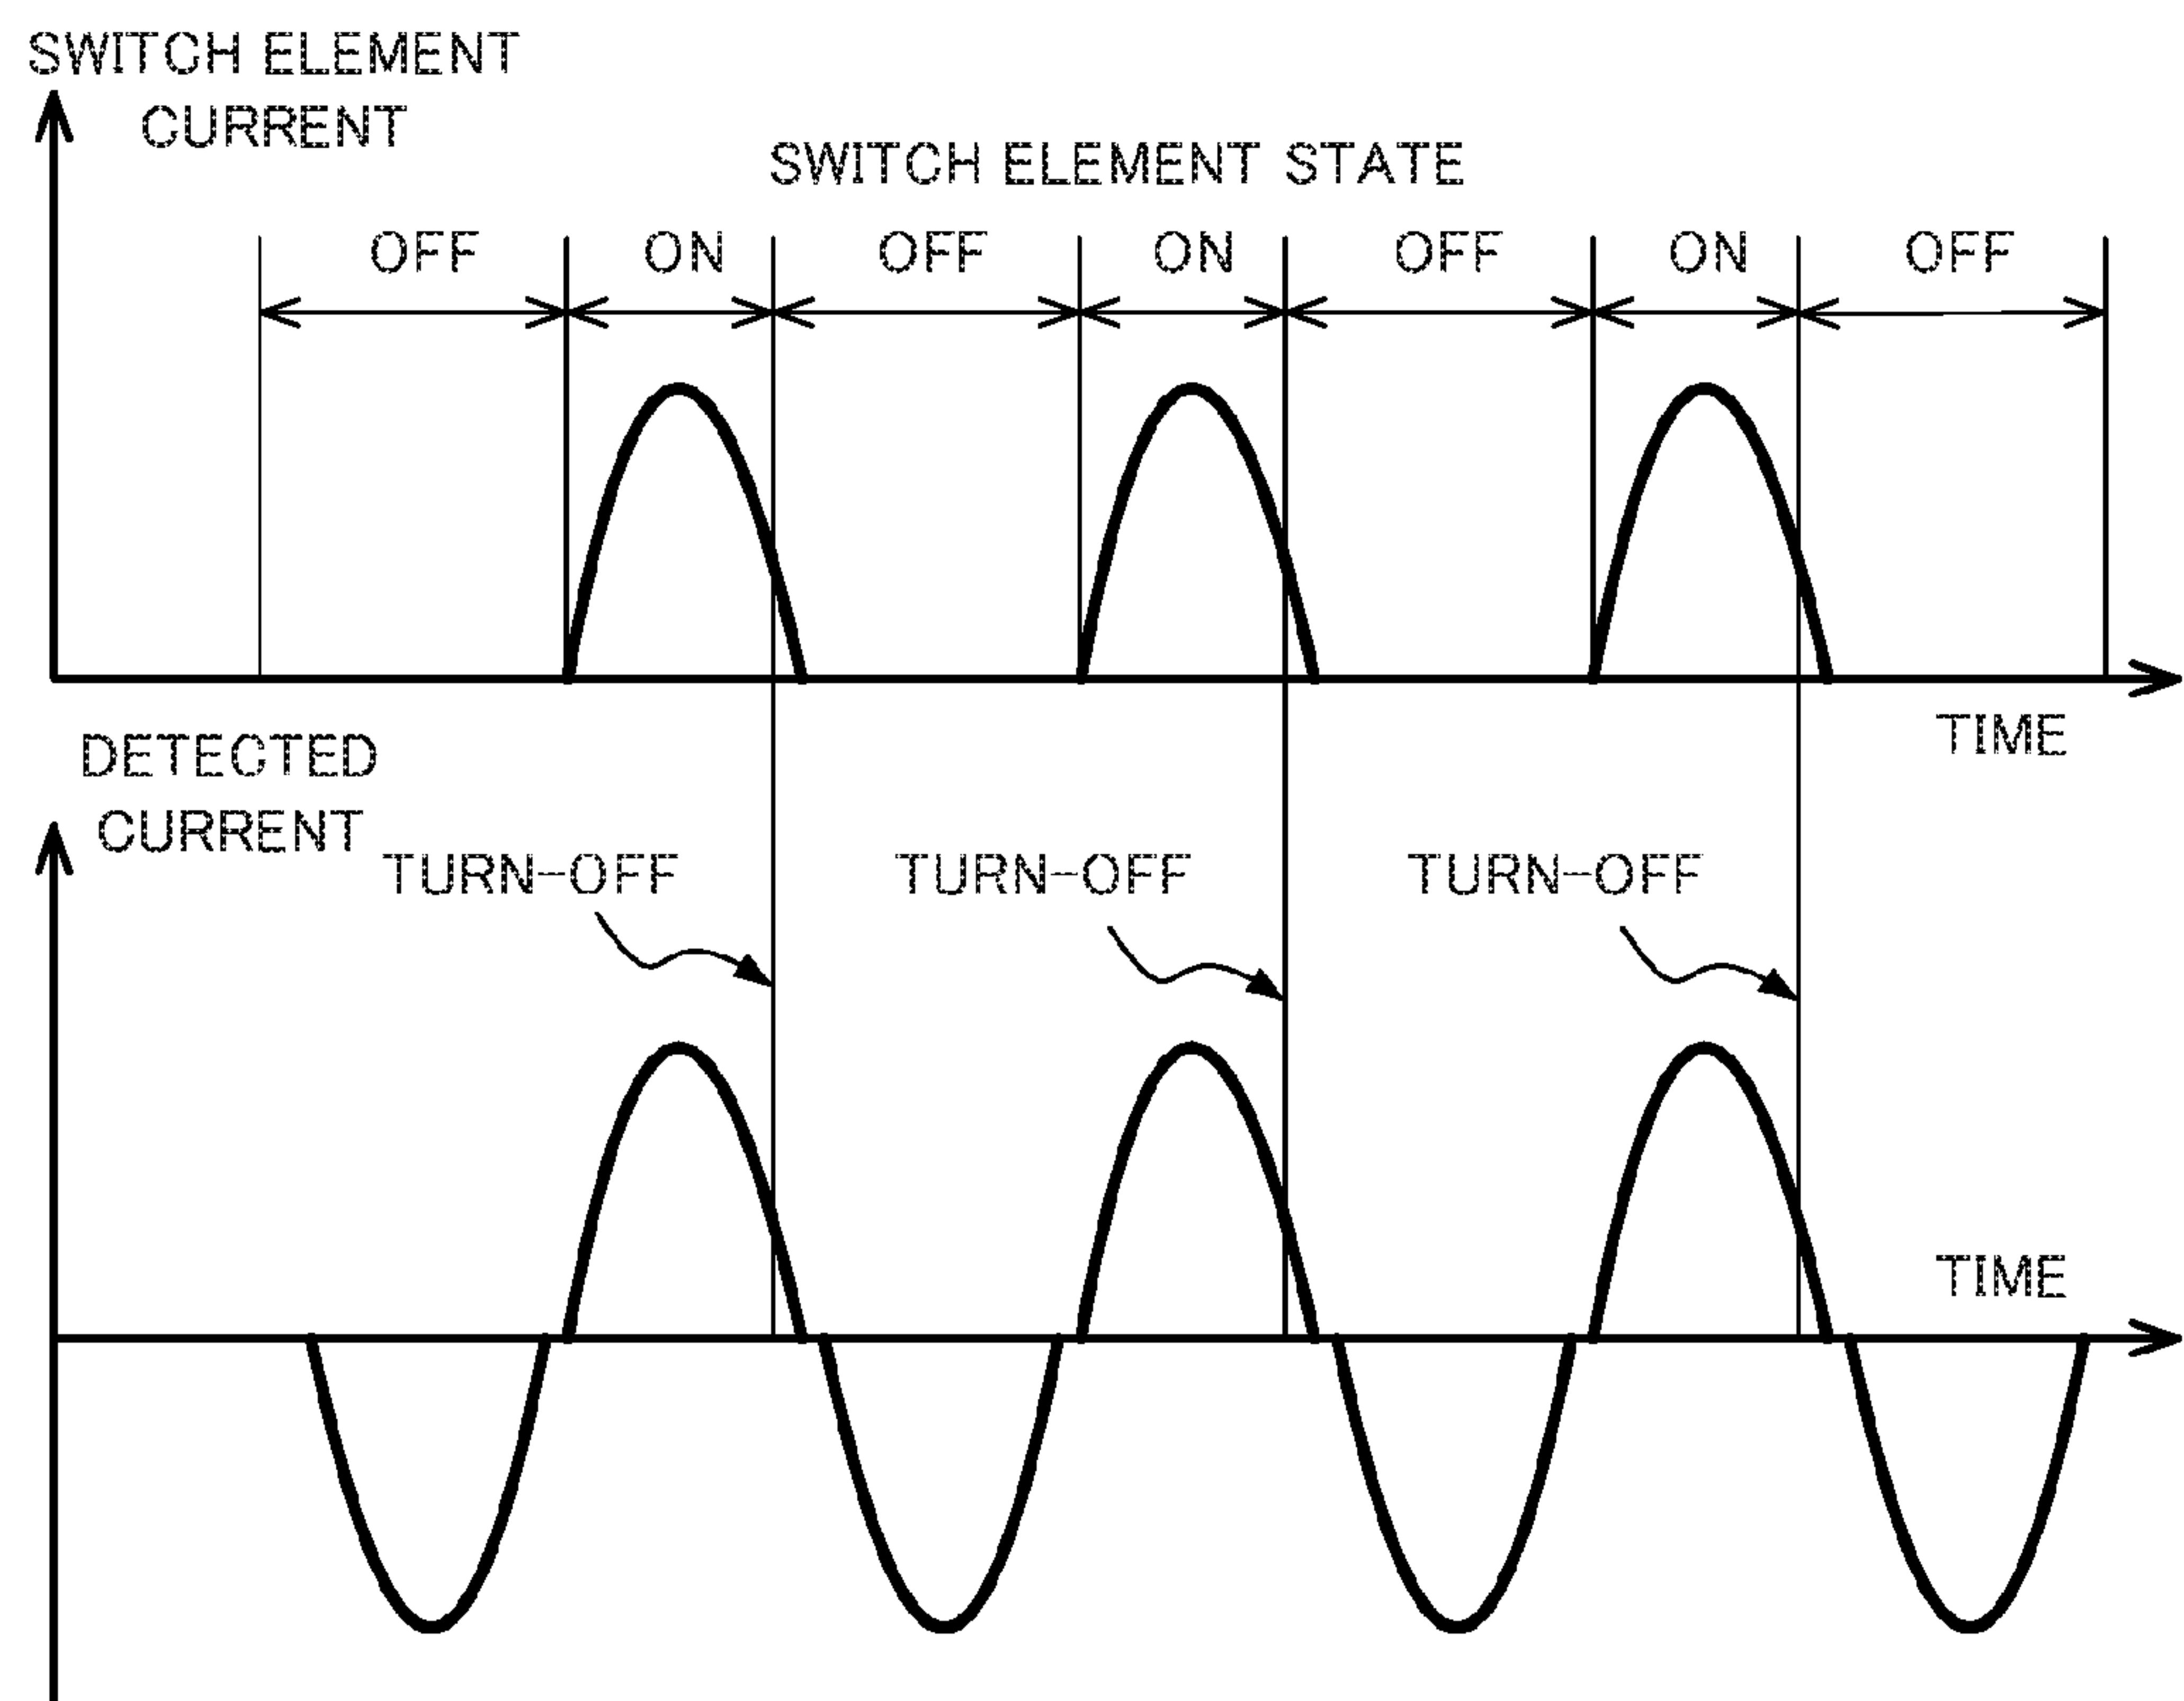 SWITCH ELEMENT
CURRENT
SWITCH ELEMENT STATE
OFF ON OFF ON OFF ON OFF
TIME
DETECTED
CURRENT
TURN-OFF TURN-OFF TURN-OFF
TIME